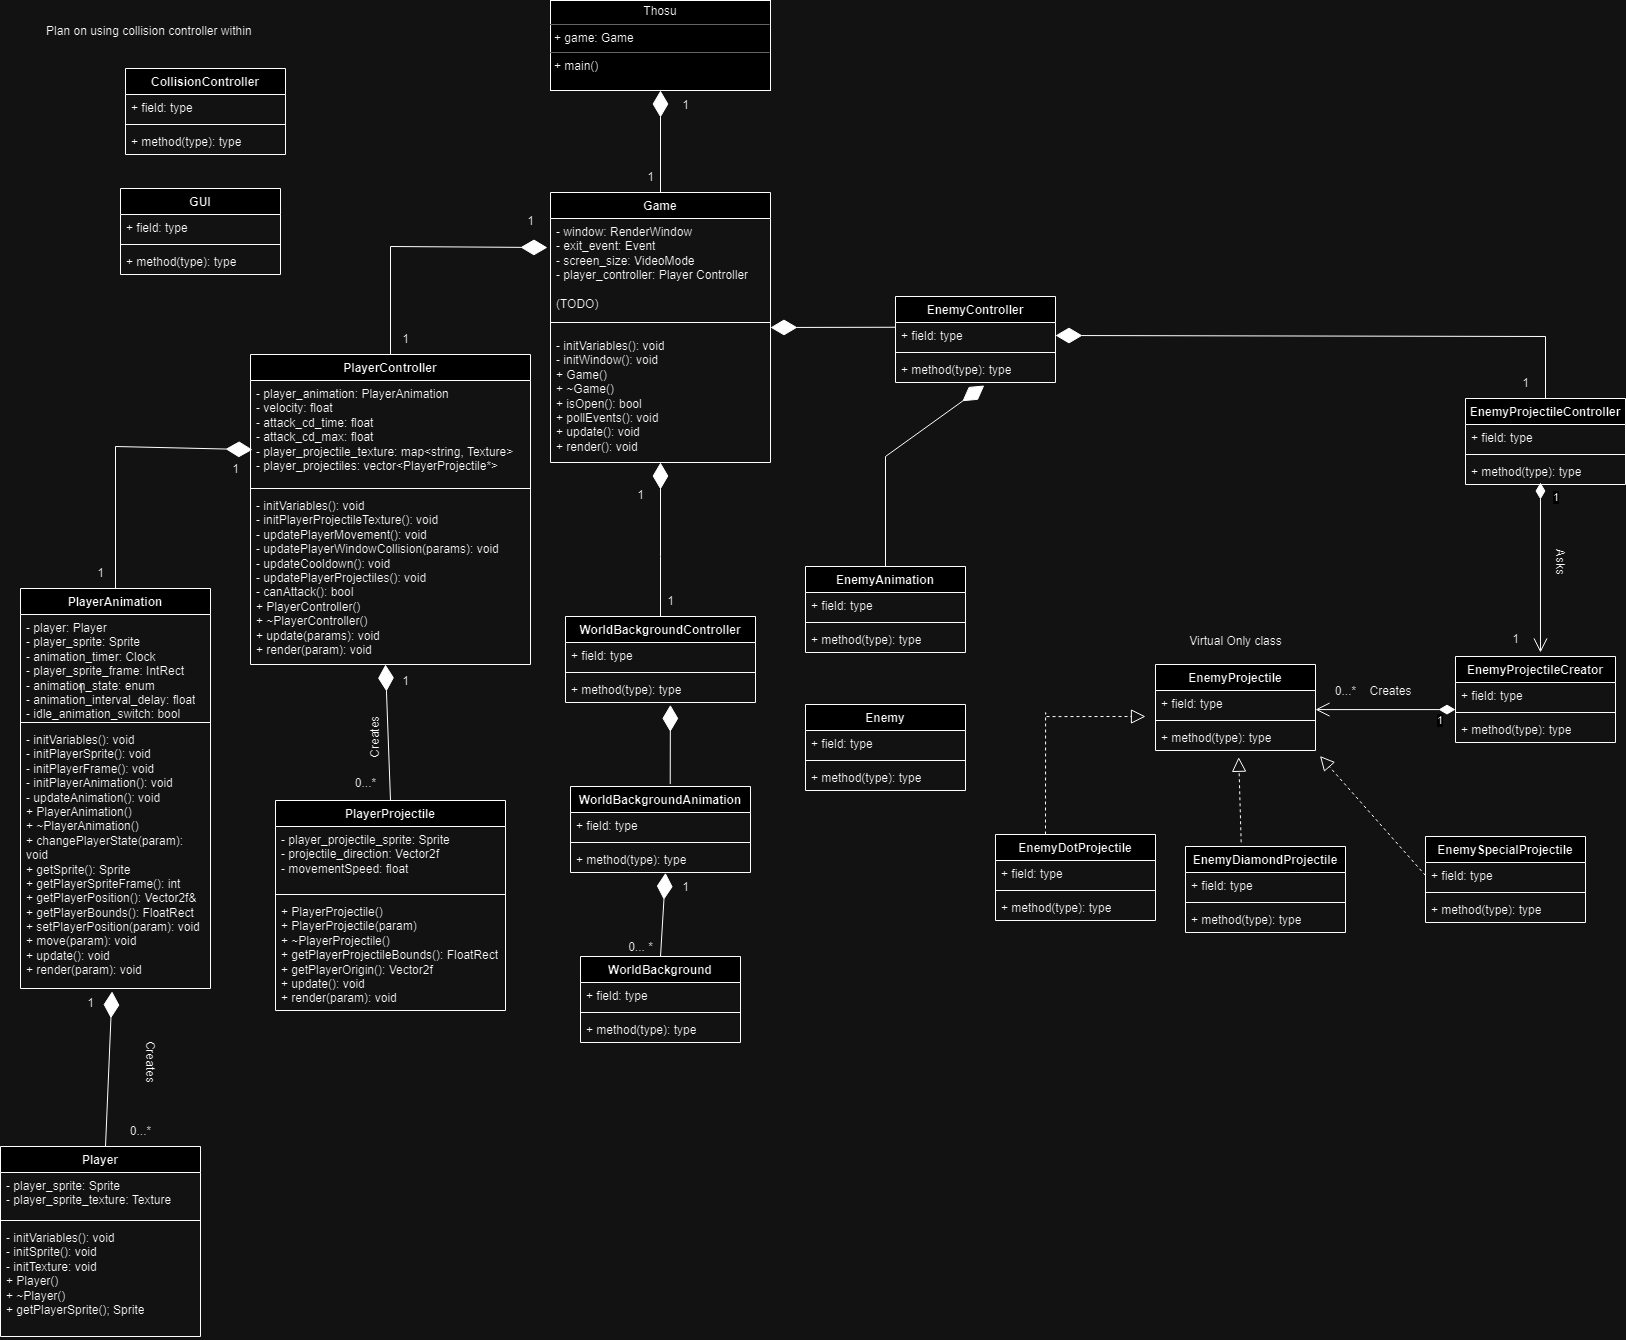 Plan on using collision controller within
CollisionController
+ field: type
+ method(type): type
GUI
+ field: type
+ method(type): type
Thosu
+ game: Game
+ main()
1
1
Game
- window: RenderWindow
- exit_event: Event
- screen_size: VideoMode
- player_controller: Player Controller
(TODO)
- initVariables(): void
- initWindow(): void
+ Game()
+ ~Game()
+ isOpen(): bool
+ pollEvents(): void
+ update(): void
+ render(): void
1
1
PlayerController
- player_animation: PlayerAnimation
- velocity: float
- attack_cd_time: float
- attack_cd_max: float
- player_projectile_texture: map<string, Texture>
- player_projectiles: vector<PlayerProjectile*>
- initVariables(): void
- initPlayerProjectileTexture(): void
- updatePlayerMovement(): void
- updatePlayerWindowCollision(params): void
- updateCooldown(): void
- updatePlayerProjectiles(): void
- canAttack(): bool
+ PlayerController()
+ ~PlayerController()
+ update(params): void
+ render(param): void
1
1
PlayerAnimation
- player: Player
- player_sprite: Sprite
- animation_timer: Clock
- player_sprite_frame: IntRect
- animation_state: enum
- animation_interval_delay: float
- idle_animation_switch: bool
- initVariables(): void
- initPlayerSprite(): void
- initPlayerFrame(): void
- initPlayerAnimation(): void
- updateAnimation(): void
+ PlayerAnimation()
+ ~PlayerAnimation()
+ changePlayerState(param):
void
+ getSprite(): Sprite
+ getPlayerSpriteFrame(): int
+ getPlayerPosition(): Vector2f&
+ getPlayerBounds(): FloatRect
+ setPlayerPosition(param): void
+ move(param): void
+ update(): void
+ render(param): void
1
Creates
0...*
Player
- player_sprite: Sprite
- player_sprite_texture: Texture
- initVariables(): void
- initSprite(): void
- initTexture: void
+ Player()
+ ~Player()
+ getPlayerSprite(); Sprite
1
Creates
0...*
PlayerProjectile
- player_projectile_sprite: Sprite
- projectile_direction: Vector2f
- movementSpeed: float
+ PlayerProjectile()
+ PlayerProjectile(param)
+ ~PlayerProjectile()
+ getPlayerProjectileBounds(): FloatRect
+ getPlayerOrigin(): Vector2f
+ update(): void
+ render(param): void
1
1
WorldBackgroundController
+ field: type
+ method(type): type
WorldBackgroundAnimation
+ field: type
+ method(type): type
1
0... *
WorldBackground
+ field: type
+ method(type): type
EnemyController
+ field: type
+ method(type): type
EnemyAnimation
+ field: type
+ method(type): type
Enemy
+ field: type
+ method(type): type
1
EnemyProjectileController
+ field: type
+ method(type): type
1
Asks
1
EnemyProjectileCreator
+ field: type
+ method(type): type
0...*
Creates
1
Virtual Only class
EnemyProjectile
+ field: type
+ method(type): type
EnemyDotProjectile
+ field: type
+ method(type): type
EnemyDiamondProjectile
+ field: type
+ method(type): type
EnemySpecialProjectile
+ field: type
+ method(type): type